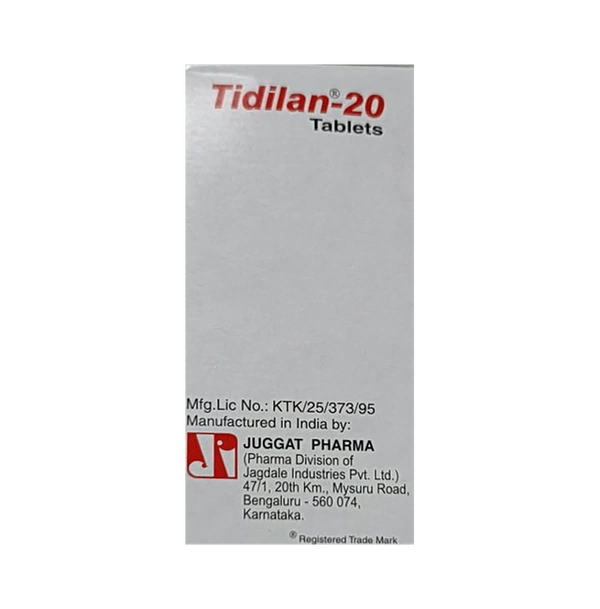 Tidilan®-20
Tablets
Mfg.Lic No.: KTK/25/373/95
Manufactured in India by:
JUGGAT PHARMA
(Pharma Division of
Jagdale Industries Pvt. Ltd.)
47/1, 20th Km., Mysuru Road,
Bengaluru - 560 074,
Karnataka.
® Registered Trade Mark